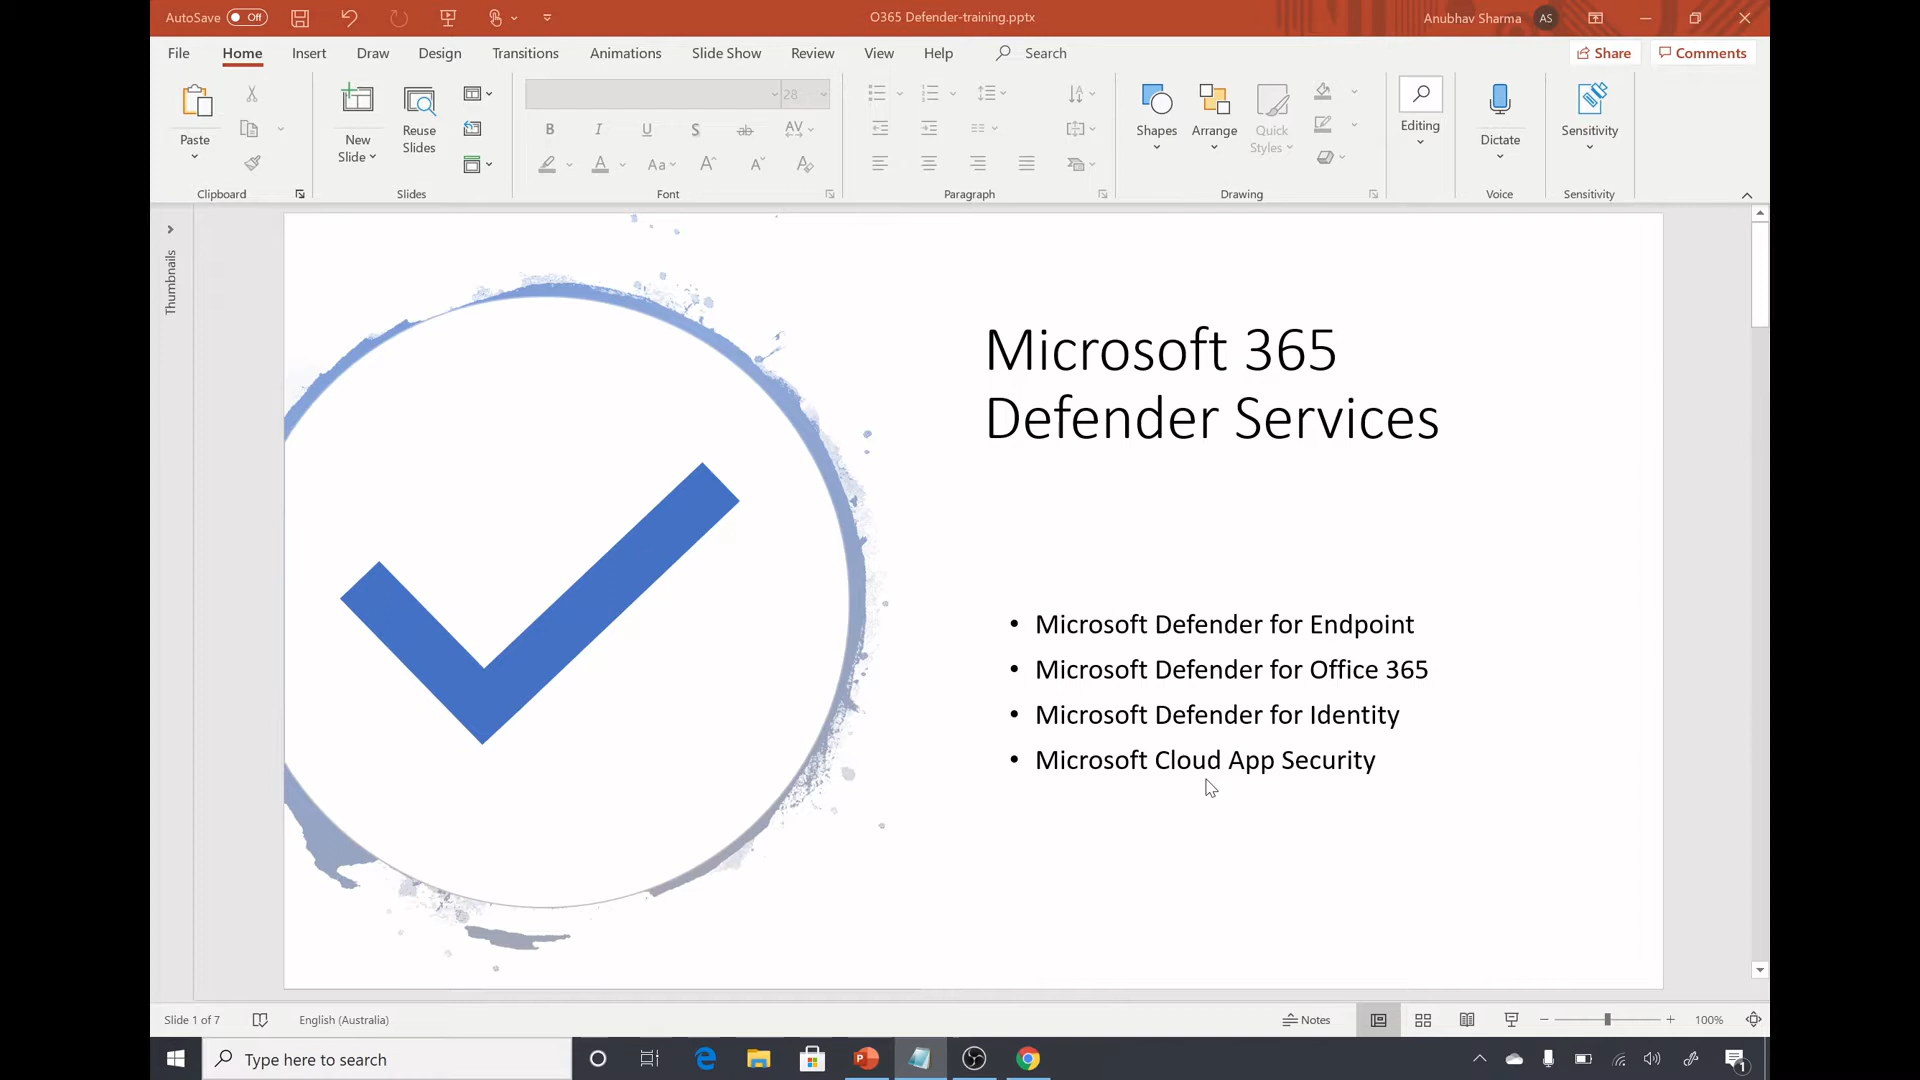 AutoSave Off
O365 Defender-training.pptx
Anubhav Sharma AS
File Home Insert Draw Design Transitions Animations Slide Show Review View Help Search
Share Comments
Paste
New
Slide
Reuse
Slides
28
B I U S ab AV
A Aa A A A
Shapes
Arrange
Quick
Styles
Editing
Dictate
Sensitivity
Clipboard Slides Font Paragraph Drawing Voice Sensitivity
Thumbnails
Microsoft 365
Defender Services
• Microsoft Defender for Endpoint
• Microsoft Defender for Office 365
• Microsoft Defender for Identity
• Microsoft Cloud App Security
Slide 1 of 7 English (Australia) Notes 100%
Type here to search
1